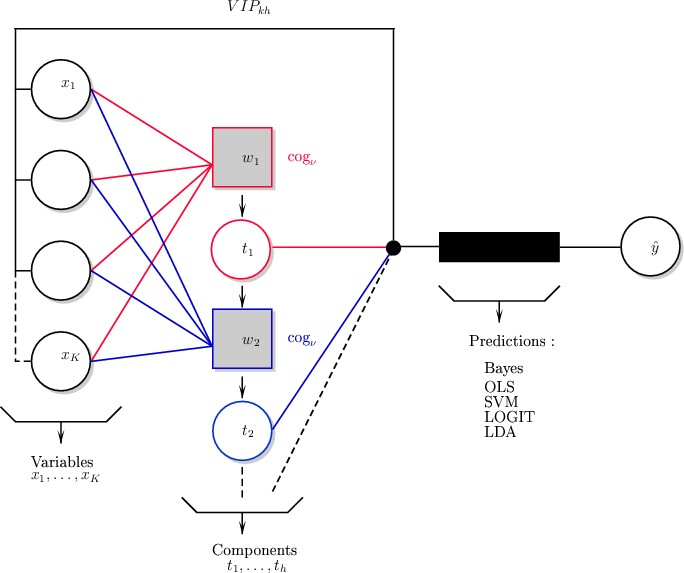 VIP_kh
x_1
w_1
cog_ν
t_1
ŷ
w_2
cog_ν
x_K
Predictions :
Bayes
OLS
SVM
LOGIT
LDA
t_2
Variables
x_1, . . . , x_K
Components
t_1, . . . , t_h